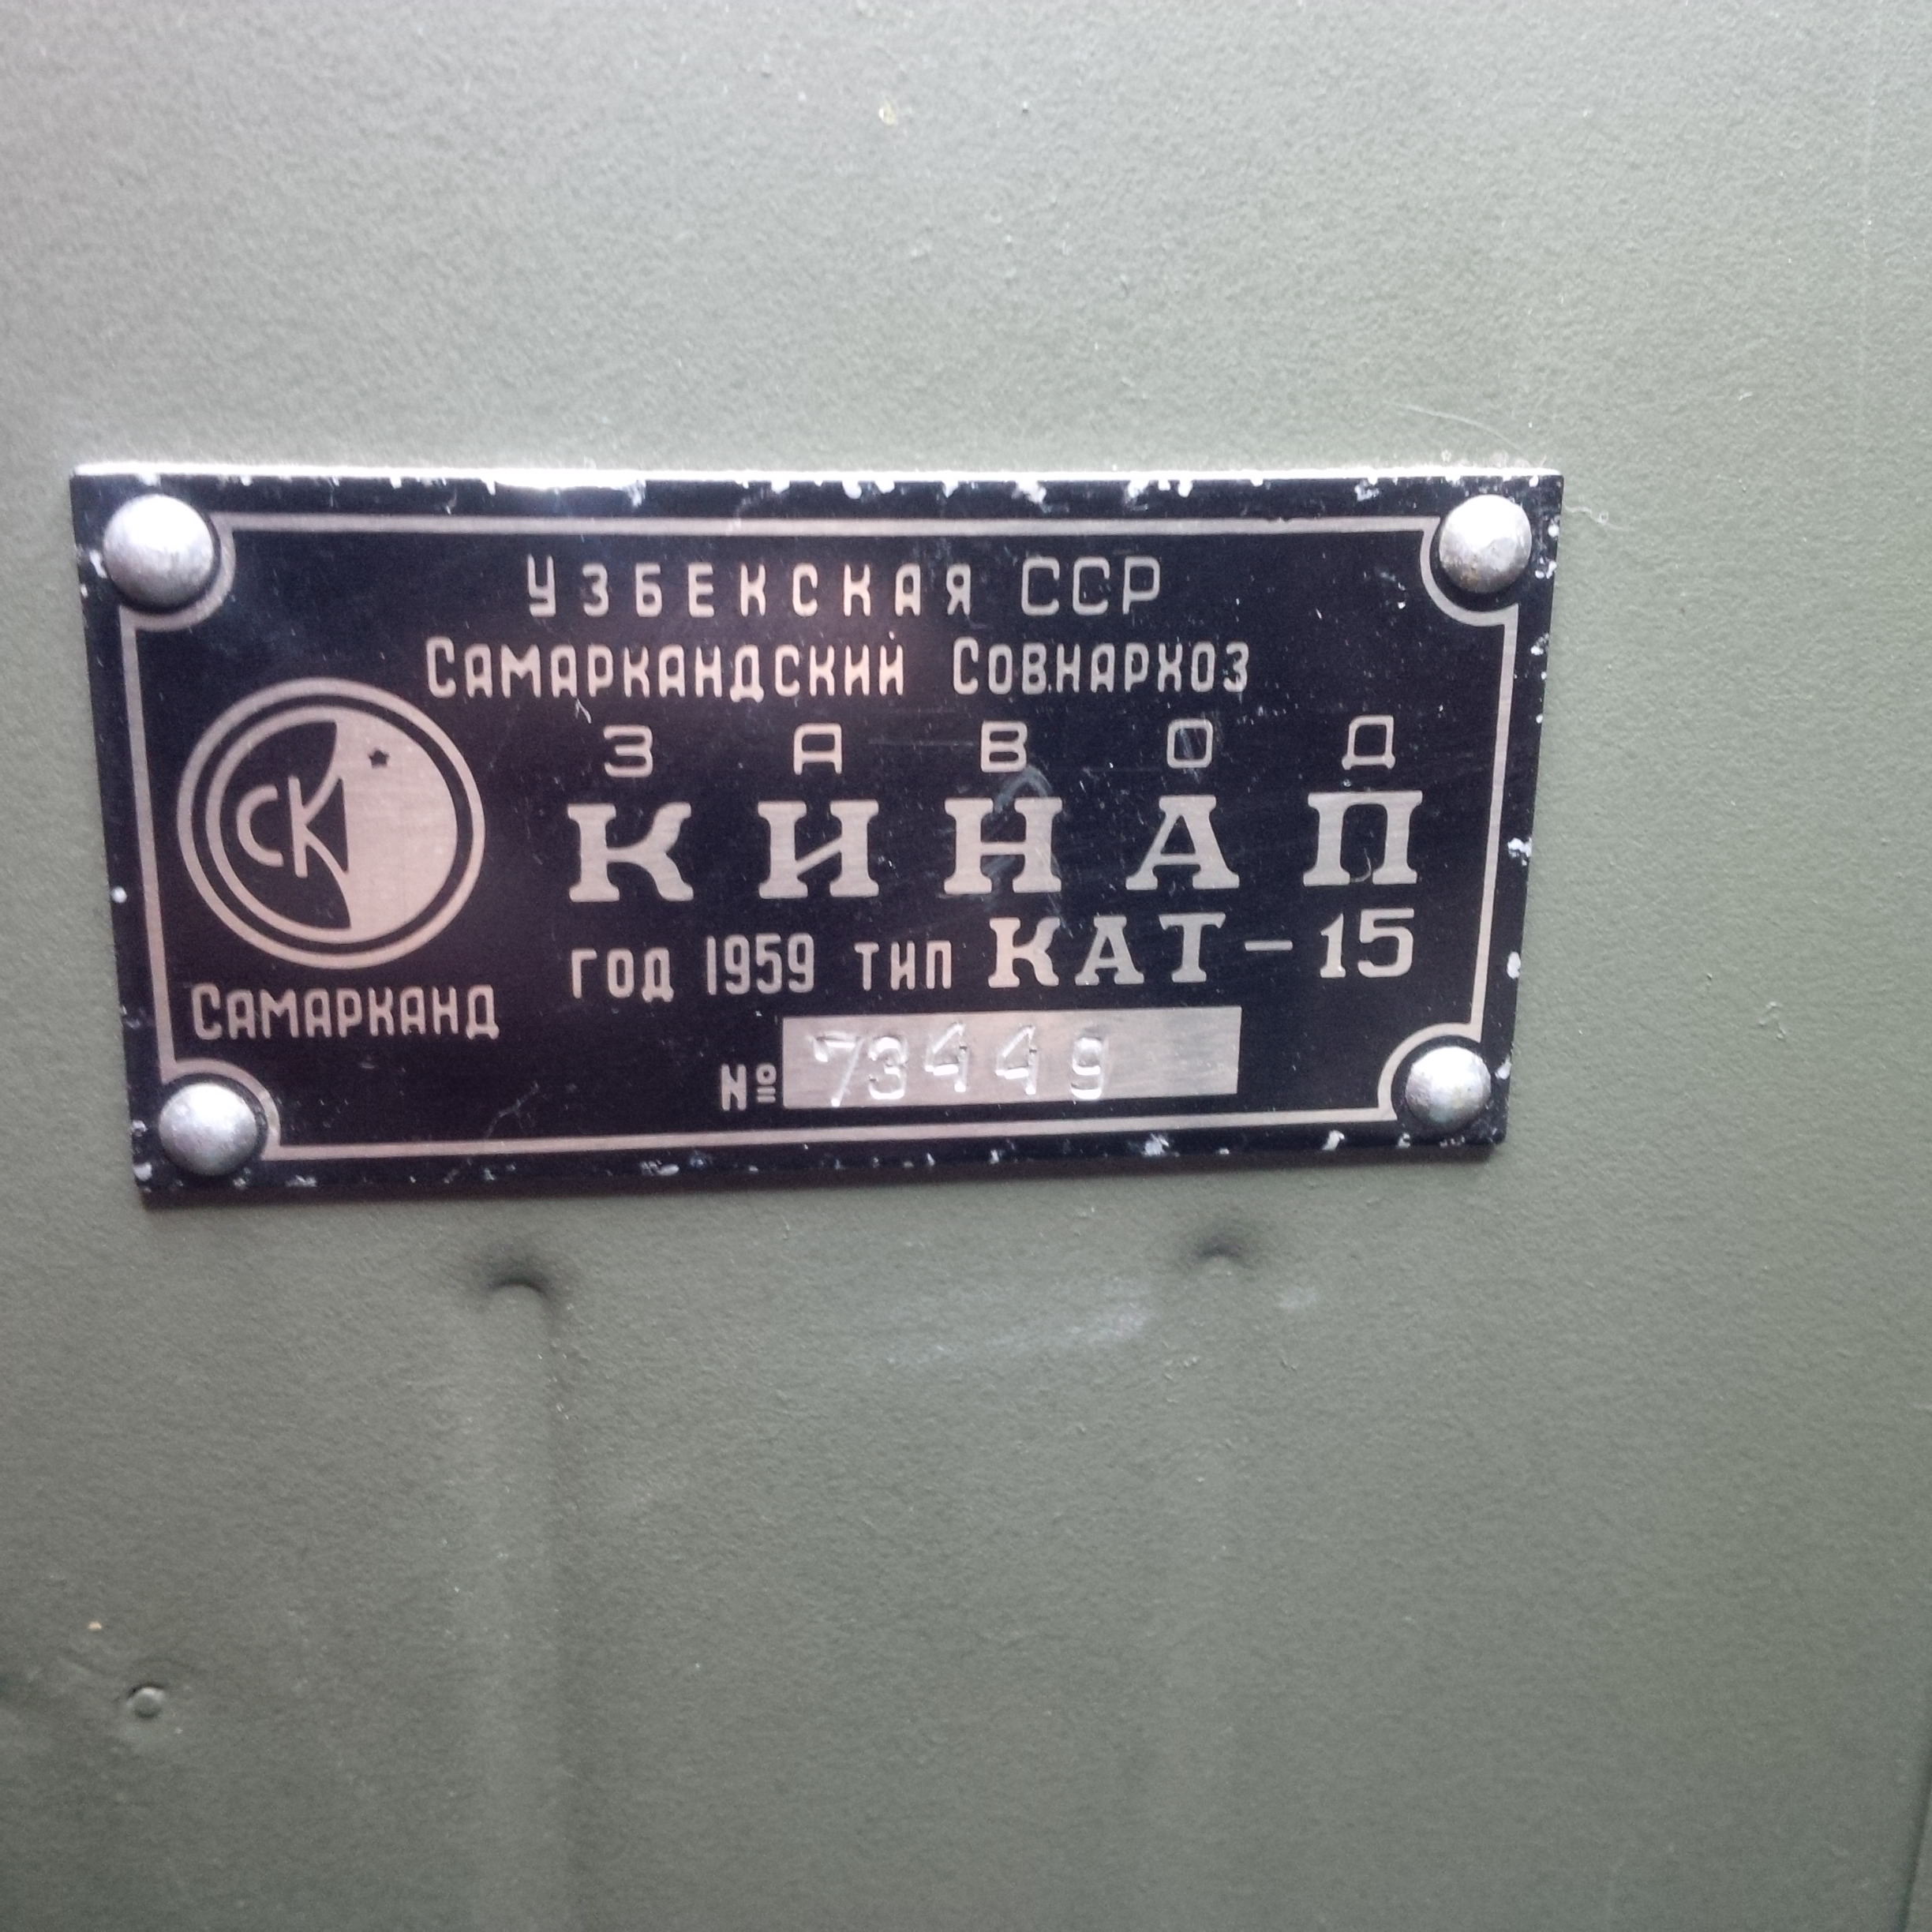 Узбекская ССР
Самаркандский Совнархоз
ЗАВОД
КИНАП
СК
год 1959 тип КАТ-15
Самарканд
№ 73449